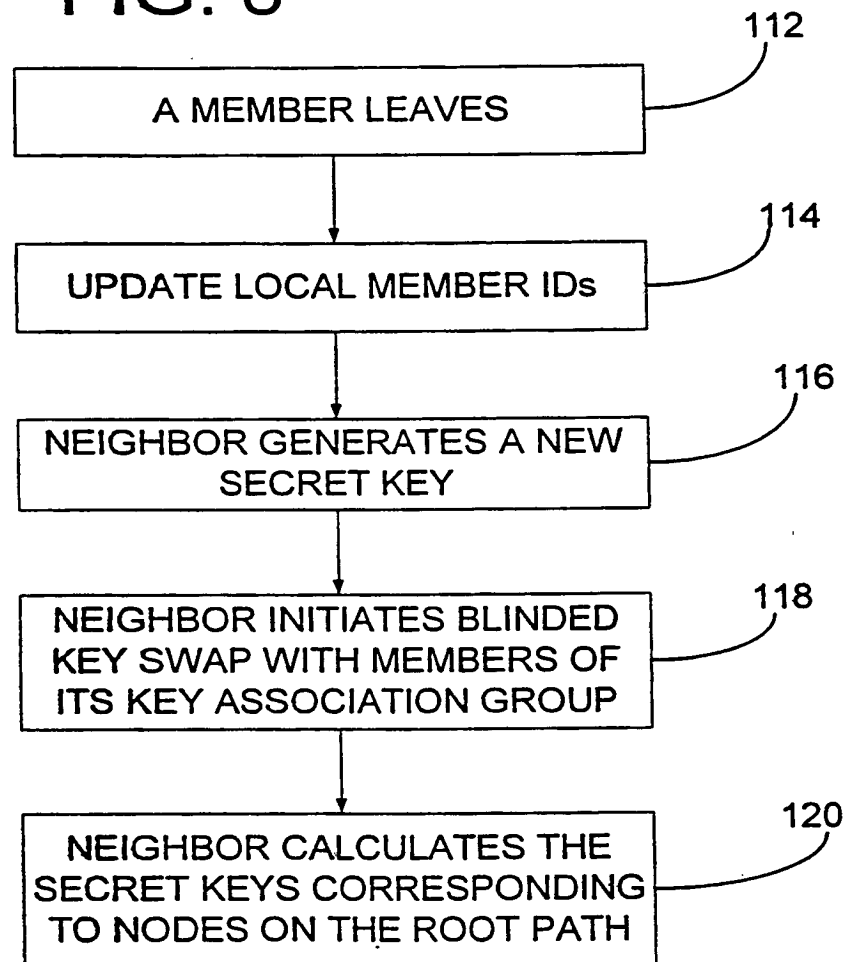 FIG.
112
A MEMBER LEAVES
114
UPDATE LOCAL MEMBER IDs
116
NEIGHBOR GENERATES A NEW
SECRET KEY
118
NEIGHBOR INITIATES BLINDED
KEY SWAP WITH MEMBERS OF
ITS KEY ASSOCIATION GROUP
120
NEIGHBOR CALCULATES THE
SECRET KEYS CORRESPONDING
TO NODES ON THE ROOT PATH